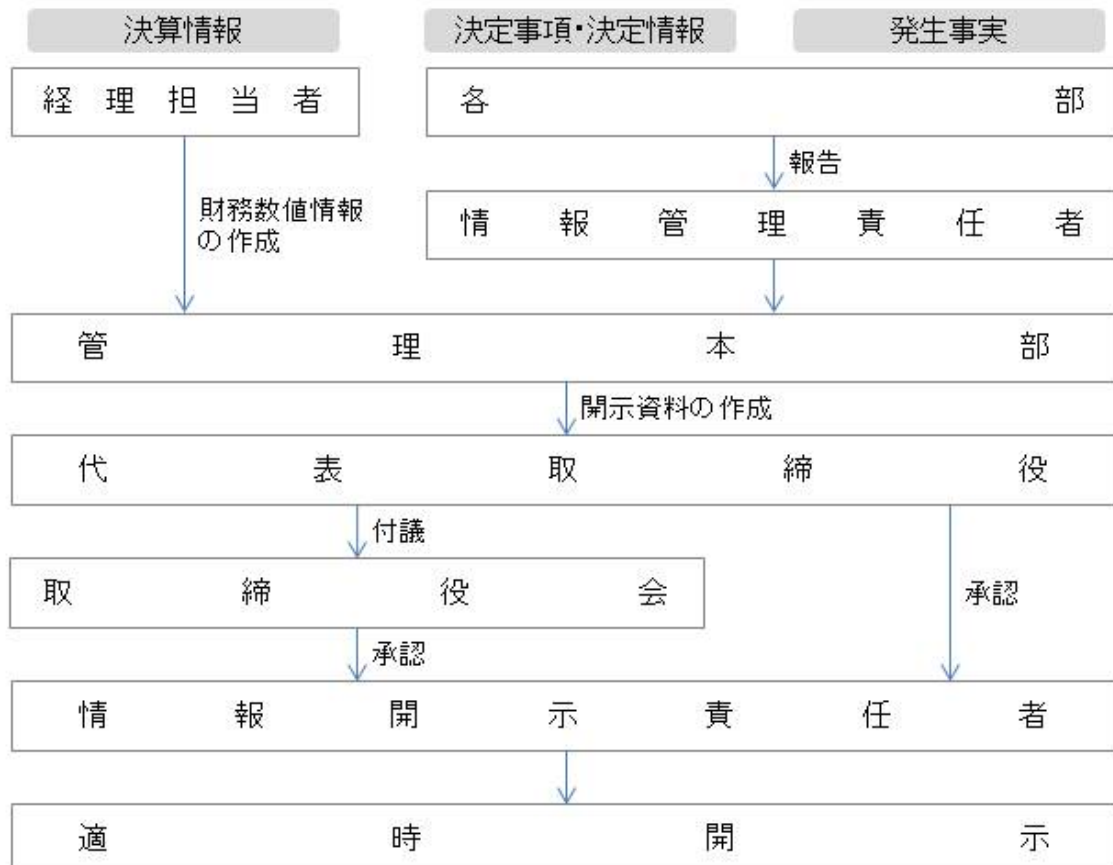 決算情報
決定事項・決定情報
発生事実
経理担当者
各部
報告
財務数値情報
の作成
情報管理責任者
管理本部
開示資料の作成
代表取締役
付議
取締役会
承認
承認
情報開示責任者
適時開示